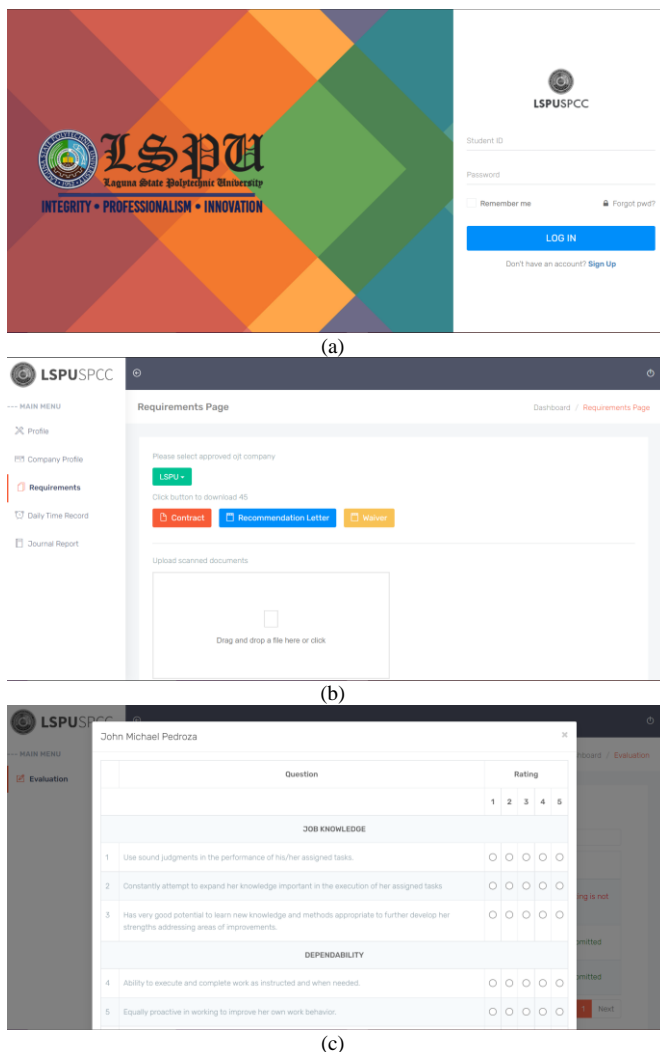 LSPUSPCC
Student ID
LSPU
Laguna State Polytechnic University
Password
INTEGRITY • PROFESSIONALISM • INNOVATION
Remember me
Forgot pwd?
LOG IN
Don't have an account? Sign Up
(a)
LSPUSPCC
--- MAIN MENU
Requirements Page
Dashboard / Requirements Page
Profile
Company Profile
Requirements
Daily Time Record
Journal Report
Please select approved ojt company
LSPU
Click button to download 45
Contract
Recommendation Letter
Waiver
Upload scanned documents
Drag and drop a file here or click
(b)
LSPUSPCC
--- MAIN MENU
Evaluation
John Michael Pedroza
×
hboard / Evaluation
Question
Rating
1 2 3 4 5
JOB KNOWLEDGE
1 Use sound judgments in the performance of his/her assigned tasks.
2 Constantly attempt to expand her knowledge important in the execution of her assigned tasks
3 Has very good potential to learn new knowledge and methods appropriate to further develop her
strengths addressing areas of improvements.
DEPENDABILITY
4 Ability to execute and complete work as instructed and when needed.
5 Equally proactive in working to improve her own work behavior.
ing is not
bmitted
bmitted
1 Next
(c)